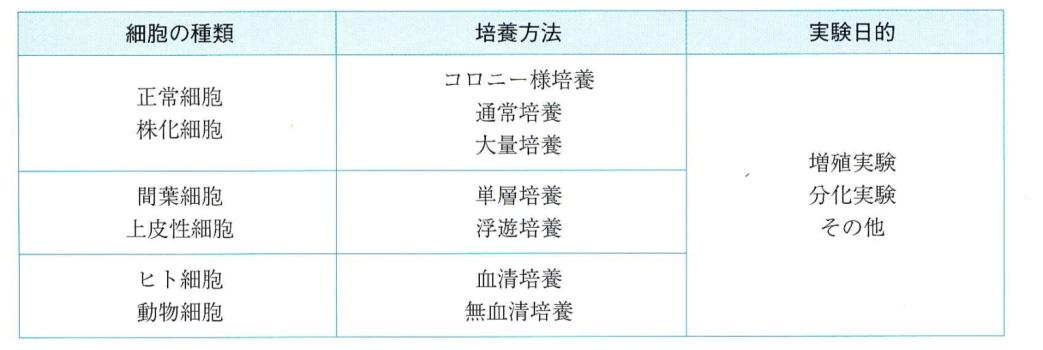 細胞の種類
培養方法
実験日的
正常細胞
株化細胞
コロニー様培養
通常培養
大量培養
間葉細胞
上皮性細胞
単層培養
浮遊培養
ヒト細胞
動物細胞
血清培養
無血清培養
増殖実験
分化実験
その他